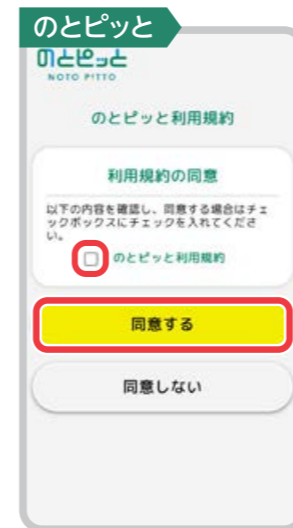 のとピッと
のとピっと
NOTO PITTO
のとピッと利用規約
利用規約の同意
以下の内容を確認し、同意する場合はチェ
ックボックスにチェックを入れてくださ
い。
のとピッと利用規約
同意する
同意しない